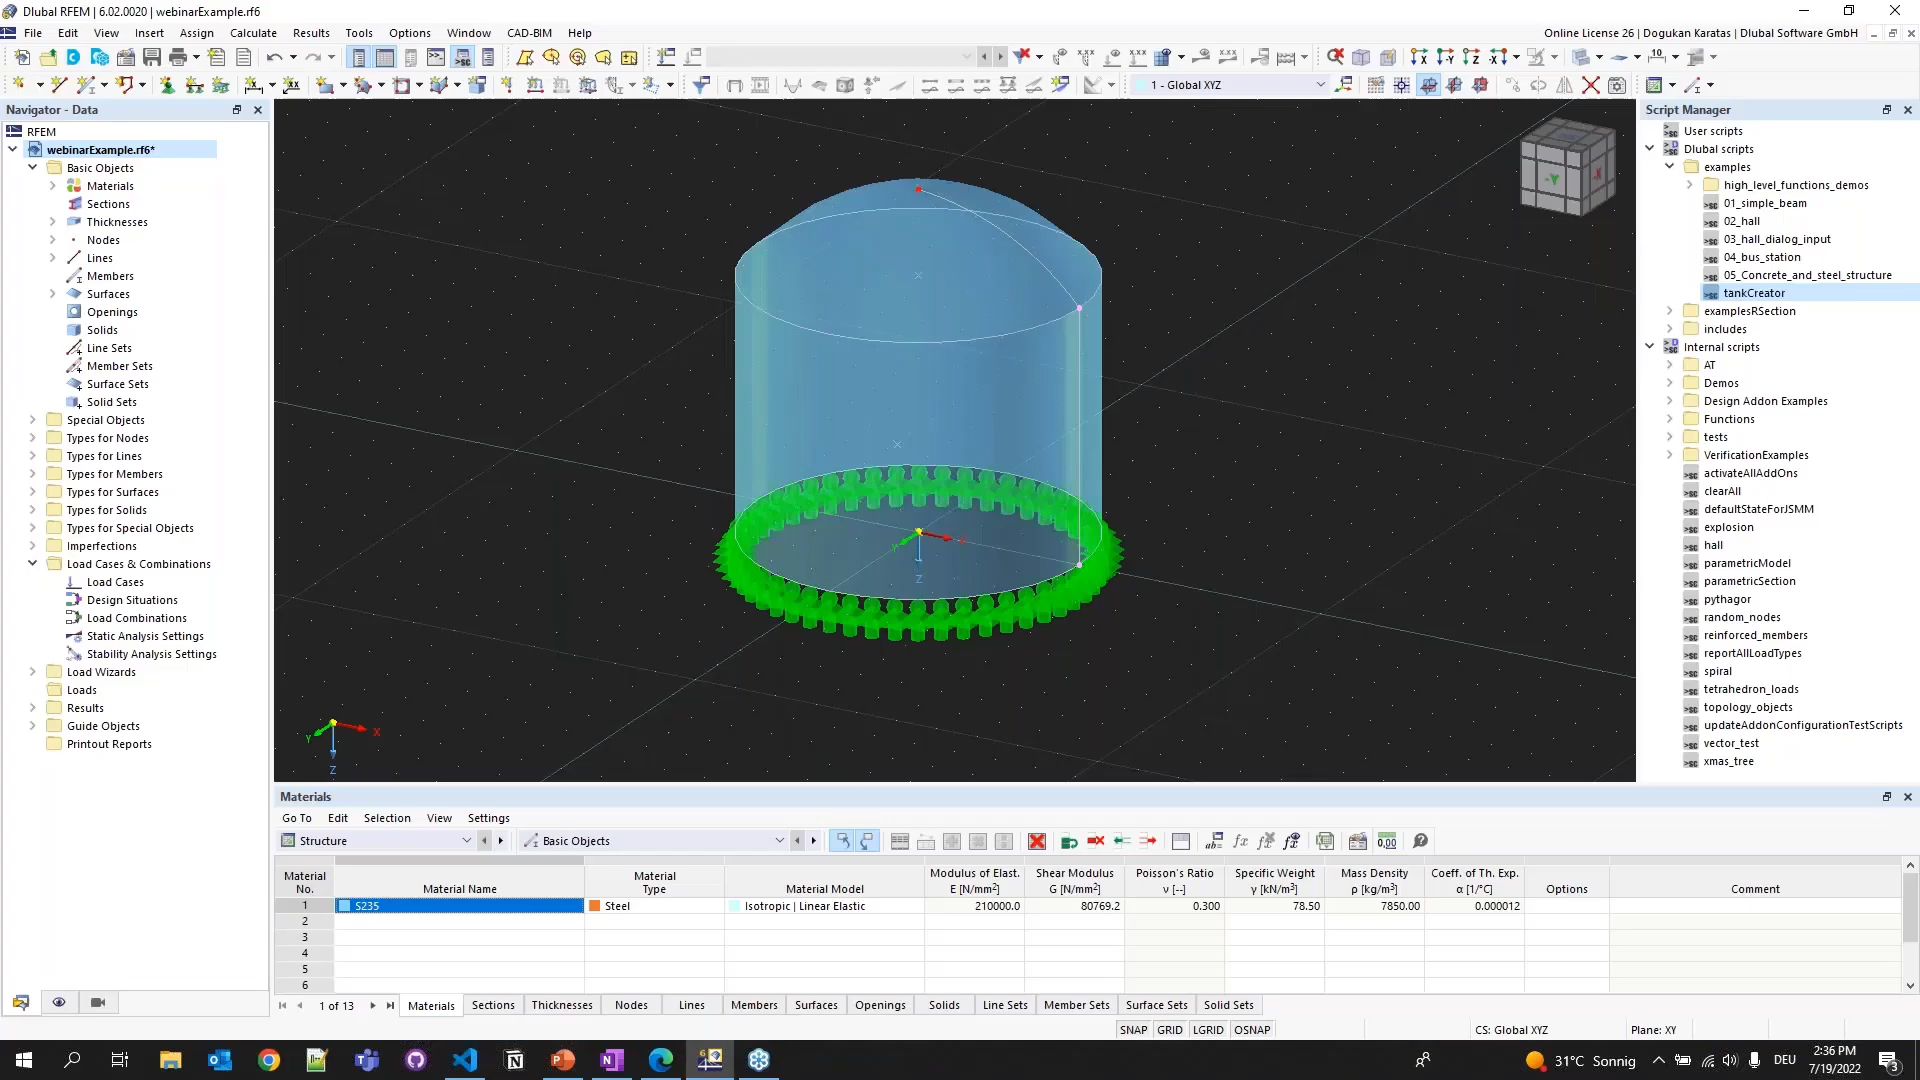 Dlubal RFEM | 6.02.0020 | webinarExample.rf6
File Edit View Insert Assign Calculate Results Tools Options Window CAD-BIM Help
Online License 26 | Dogukan Karatas | Dlubal Software GmbH
1 - Global XYZ
Navigator - Data
RFEM
webinarExample.rf6*
Basic Objects
Materials
Sections
Thicknesses
Nodes
Lines
Members
Surfaces
Openings
Solids
Line Sets
Member Sets
Surface Sets
Solid Sets
Special Objects
Types for Nodes
Types for Lines
Types for Members
Types for Surfaces
Types for Solids
Types for Special Objects
Imperfections
Load Cases & Combinations
Load Cases
Design Situations
Load Combinations
Static Analysis Settings
Stability Analysis Settings
Load Wizards
Loads
Results
Guide Objects
Printout Reports
-Y
-X
Y
Z
Y
X
Z
Script Manager
User scripts
Dlubal scripts
examples
high_level_functions_demos
01_simple_beam
02_hall
03_hall_dialog_input
04_bus_station
05_Concrete_and_steel_structure
tankCreator
examplesRSection
includes
Internal scripts
AT
Demos
Design Addon Examples
Functions
tests
VerificationExamples
activateAllAddOns
clearAll
defaultStateForJSMM
explosion
hall
parametricModel
parametricSection
pythagor
random_nodes
reinforced_members
reportAllLoadTypes
spiral
tetrahedron_loads
topology_objects
updateAddonConfigurationTestScripts
vector_test
xmas_tree
Materials
Go To Edit Selection View Settings
Structure
Basic Objects
Material No.
Material Name
Material Type
Material Model
Modulus of Elast. E [N/mm²]
Shear Modulus G [N/mm²]
Poisson's Ratio ν [--]
Specific Weight γ [kN/m³]
Mass Density ρ [kg/m³]
Coeff. of Th. Exp. α [1/°C]
Options
Comment
1 S235 Steel Isotropic | Linear Elastic 210000.0 80769.2 0.300 78.50 7850.00 0.000012
2
3
4
5
6
1 of 13 Materials Sections Thicknesses Nodes Lines Members Surfaces Openings Solids Line Sets Member Sets Surface Sets Solid Sets
SNAP GRID LGRID OSNAP CS: Global XYZ Plane: XY
31°C Sonnig DEU
2:36 PM
7/19/2022
3